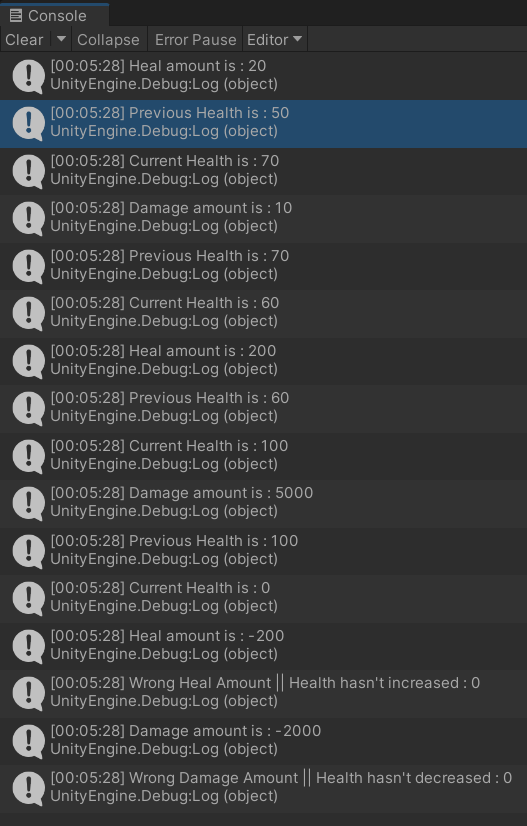 Console
Clear Collapse Error Pause Editor
[00:05:28] Heal amount is : 20
UnityEngine.Debug:Log (object)
[00:05:28] Previous Health is : 50
UnityEngine.Debug:Log (object)
[00:05:28] Current Health is : 70
UnityEngine.Debug:Log (object)
[00:05:28] Damage amount is : 10
UnityEngine.Debug:Log (object)
[00:05:28] Previous Health is : 70
UnityEngine.Debug:Log (object)
[00:05:28] Current Health is : 60
UnityEngine.Debug:Log (object)
[00:05:28] Heal amount is : 200
UnityEngine.Debug:Log (object)
[00:05:28] Previous Health is : 60
UnityEngine.Debug:Log (object)
[00:05:28] Current Health is : 100
UnityEngine.Debug:Log (object)
[00:05:28] Damage amount is : 5000
UnityEngine.Debug:Log (object)
[00:05:28] Previous Health is : 100
UnityEngine.Debug:Log (object)
[00:05:28] Current Health is : 0
UnityEngine.Debug:Log (object)
[00:05:28] Heal amount is : -200
UnityEngine.Debug:Log (object)
[00:05:28] Wrong Heal Amount || Health hasn't increased : 0
UnityEngine.Debug:Log (object)
[00:05:28] Damage amount is : -2000
UnityEngine.Debug:Log (object)
[00:05:28] Wrong Damage Amount || Health hasn't decreased : 0
UnityEngine.Debug:Log (object)